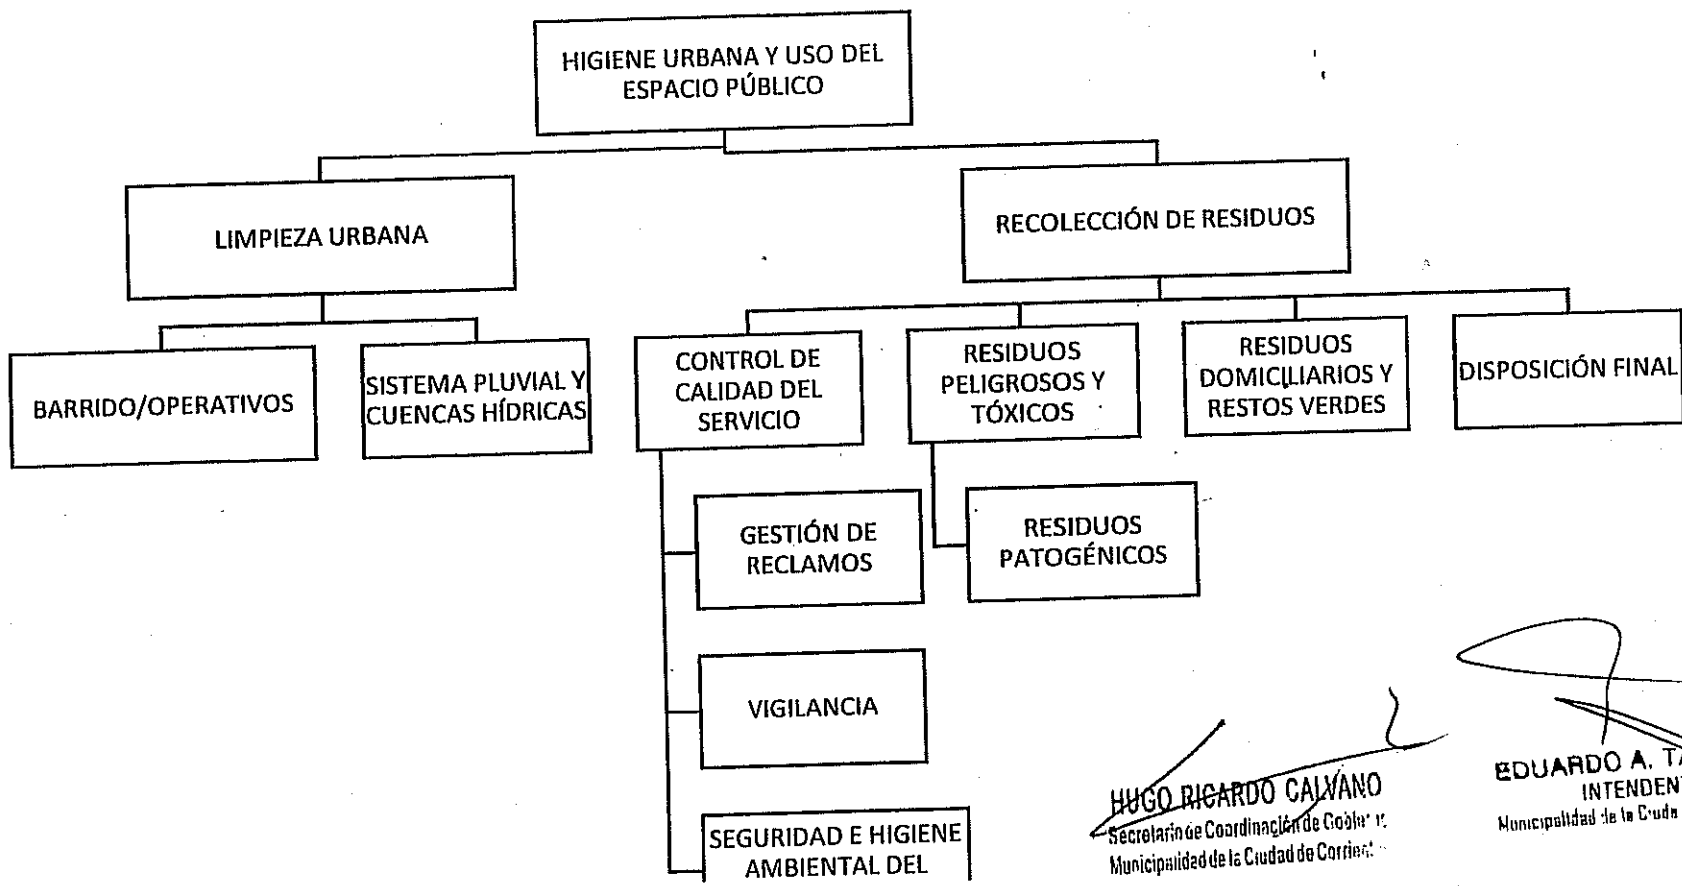 HIGIENE URBANA Y USO DEL
ESPACIO PÚBLICO
LIMPIEZA URBANA
RECOLECCIÓN DE RESIDUOS
BARRIDO/OPERATIVOS
SISTEMA PLUVIAL Y
CUENCAS HÍDRICAS
CONTROL DE
CALIDAD DEL
SERVICIO
RESIDUOS
PELIGROSOS Y
TÓXICOS
RESIDUOS
DOMICILIARIOS Y
RESTOS VERDES
DISPOSICIÓN FINAL
GESTIÓN DE
RECLAMOS
RESIDUOS
PATOGÉNICOS
VIGILANCIA
SEGURIDAD E HIGIENE
AMBIENTAL DEL
HUGO RICARDO CALVANO
Secretario de Coordinación de
Municipalidad de la Ciudad de
EDUARDO A.
INTENDENT
Municipalidad de la